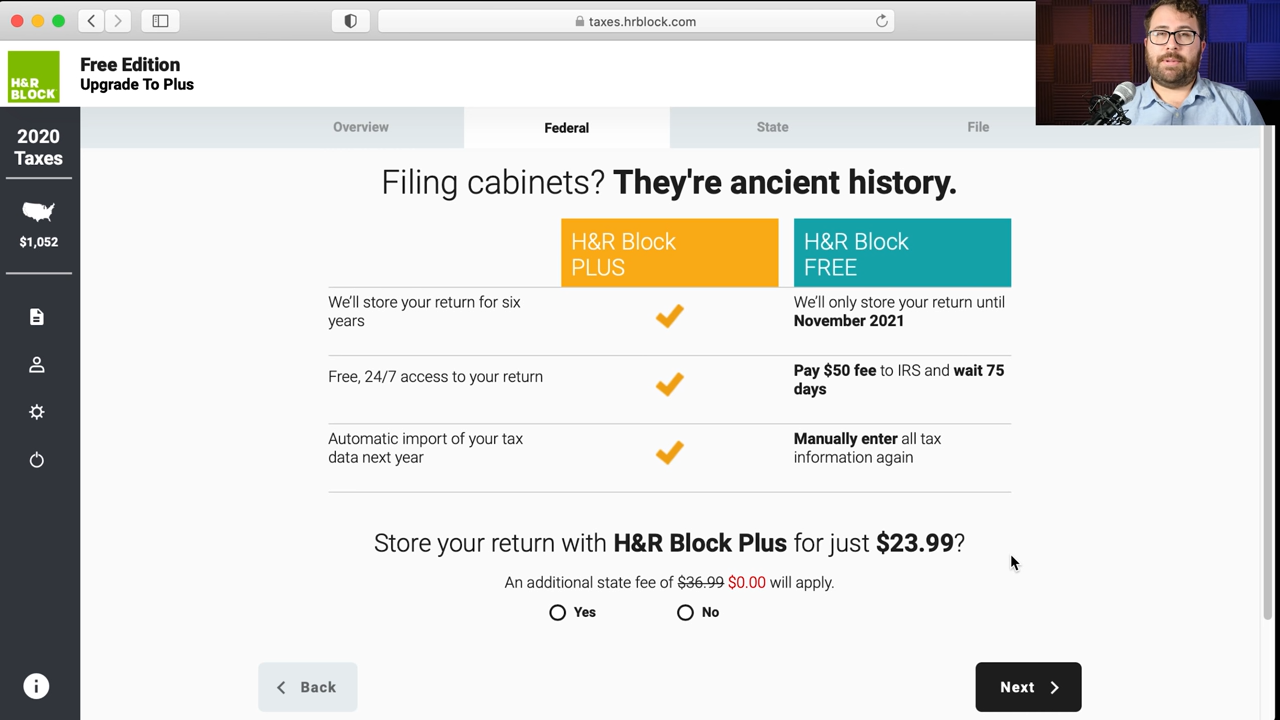 taxes.hrblock.com
H&R
BLOCK
Free Edition
Upgrade To Plus
2020
Taxes
$1,052
Overview
Federal
State
File
Filing cabinets? They're ancient history.
H&R Block
PLUS
H&R Block
FREE
We'll store your return for six
years
We'll only store your return until
November 2021
Free, 24/7 access to your return
Pay $50 fee to IRS and wait 75
days
Automatic import of your tax
data next year
Manually enter all tax
information again
Store your return with H&R Block Plus for just $23.99?
An additional state fee of $36.99 $0.00 will apply.
Yes
No
Back
Next